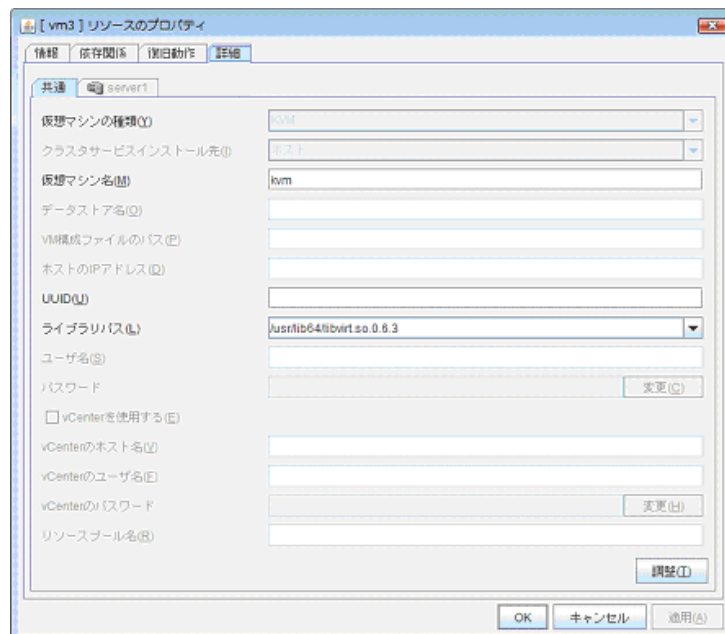 [ vm3 ] リソースのプロパティ
情報 依存関係 復旧動作 詳細
共通 server1
仮想マシンの種類(Y) KVM
クラスタサービスインストール先(I) ホスト
仮想マシン名(M) kvm
データストア名(O)
VM構成ファイルのパス(P)
ホストのIPアドレス(D)
UUID(U)
ライブラリパス(L) /usr/lib64/libvirt.so.0.6.3
ユーザ名(S)
パスワード 変更(C)
vCenterを使用する(E)
vCenterのホスト名(V)
vCenterのユーザ名(E)
vCenterのパスワード 変更(H)
リソースプール名(R)
調整(T)
OK キャンセル 適用(A)